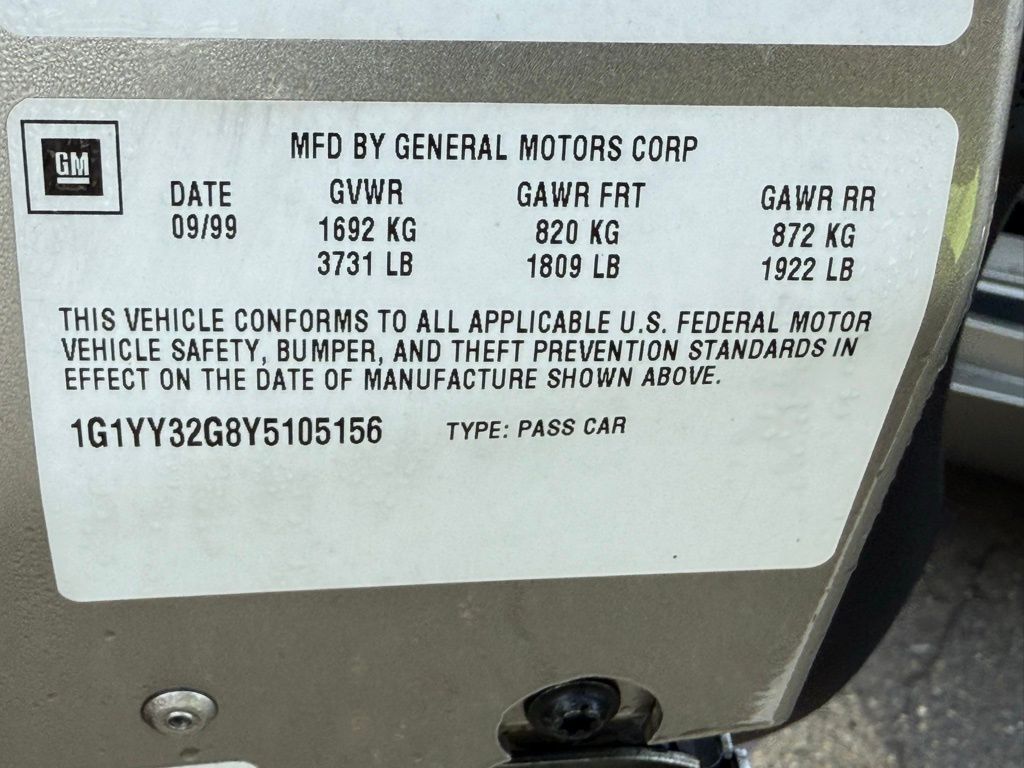 GM
MFD BY GENERAL MOTORS CORP
DATE GVWR GAWR FRT GAWR RR
09/99 1692 KG 820 KG 872 KG
3731 LB 1809 LB 1922 LB
THIS VEHICLE CONFORMS TO ALL APPLICABLE U.S. FEDERAL MOTOR
VEHICLE SAFETY, BUMPER, AND THEFT PREVENTION STANDARDS IN
EFFECT ON THE DATE OF MANUFACTURE SHOWN ABOVE.
1G1YY32G8Y5105156 TYPE: PASS CAR